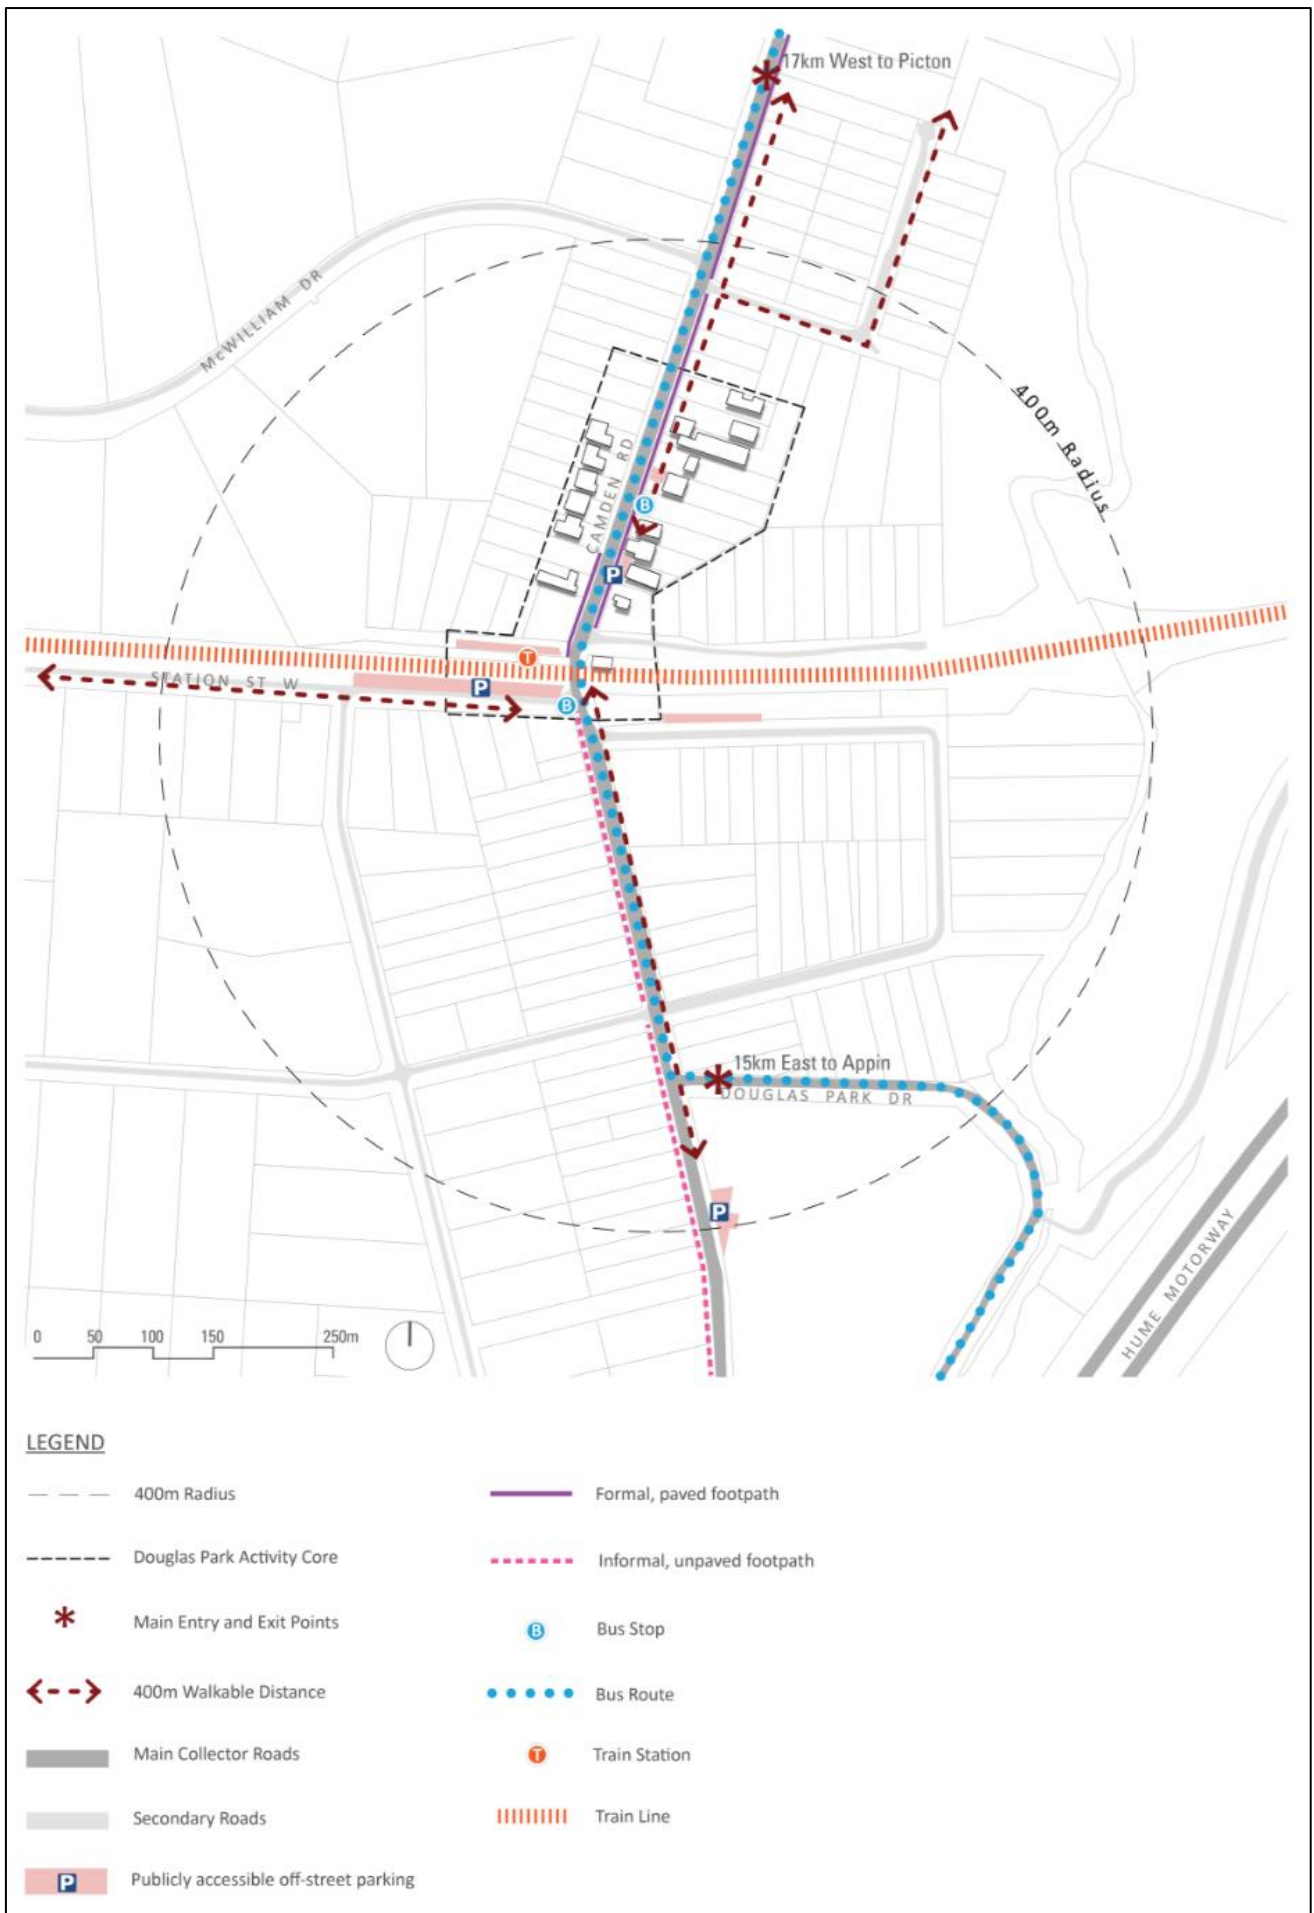 17km West to Picton
McWILLIAM DR
400m Radius
CAMDEN RD
B
P
T
STATION ST W
P
B
15km East to Appin
DOUGLAS PARK DR
P
HUME MOTORWAY
0 50 100 150 250m
LEGEND
400m Radius
Formal, paved footpath
Douglas Park Activity Core
Informal, unpaved footpath
Main Entry and Exit Points
B Bus Stop
400m Walkable Distance
Bus Route
Main Collector Roads
T Train Station
Secondary Roads
Train Line
P Publicly accessible off-street parking